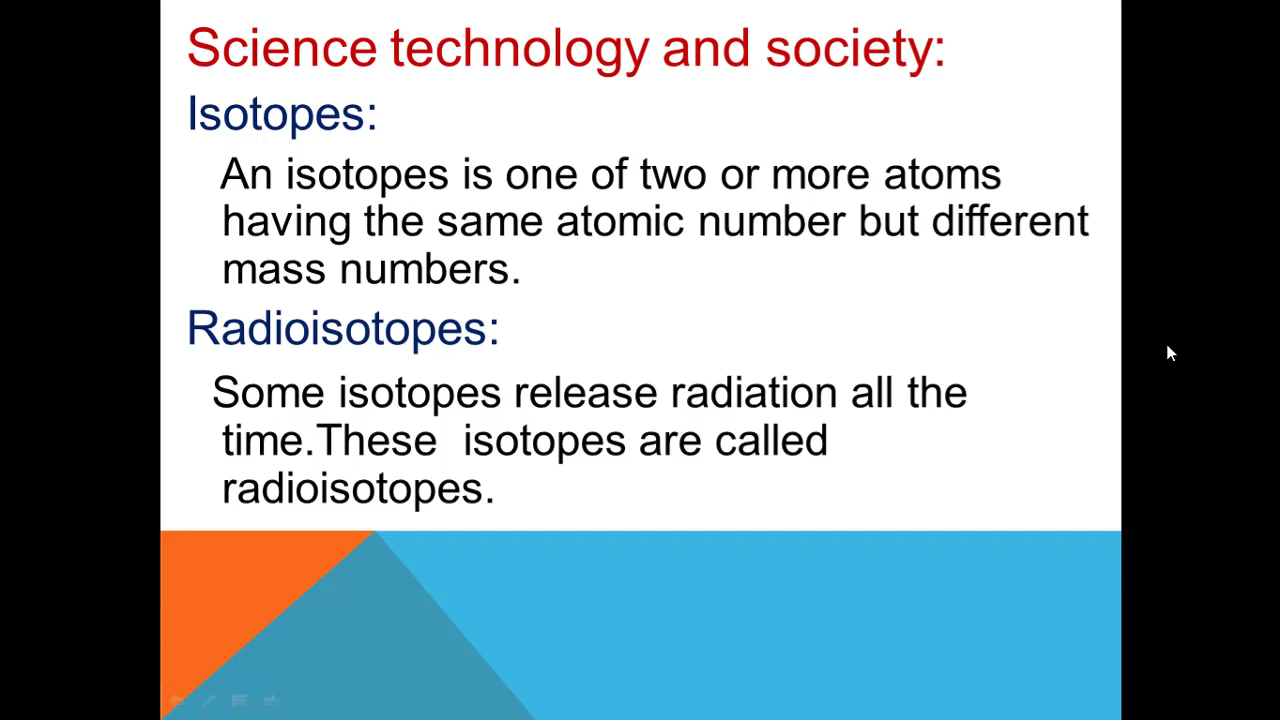 Science technology and society:
Isotopes:
An isotopes is one of two or more atoms
having the same atomic number but different
mass numbers.
Radioisotopes:
Some isotopes release radiation all the
time.These  isotopes are called
radioisotopes.